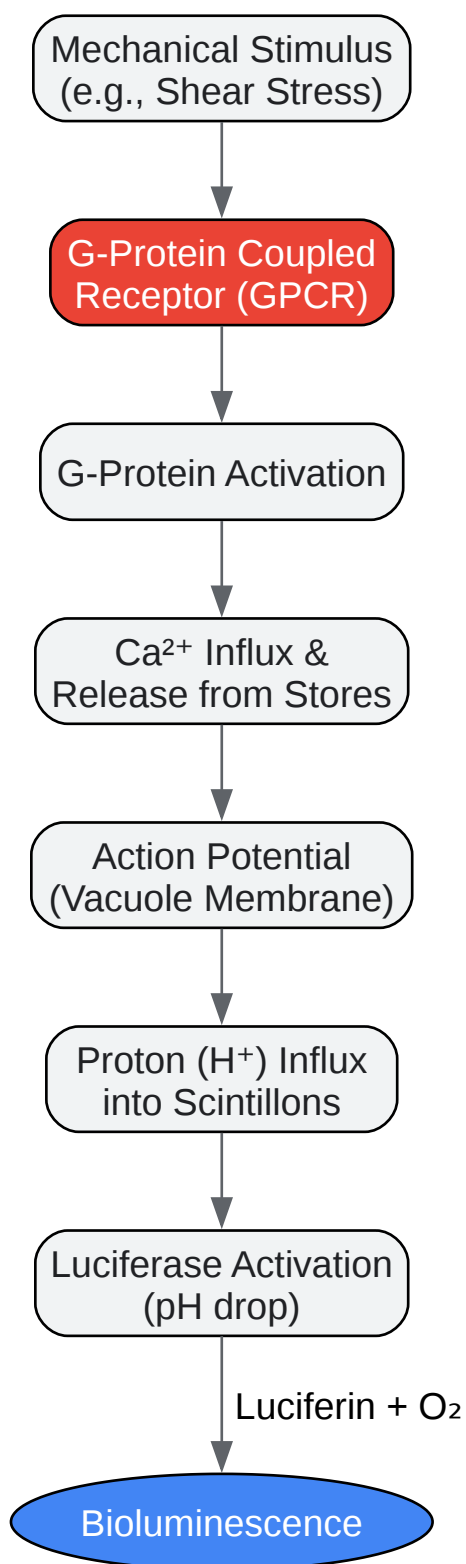 Mechanical Stimulus
(e.g., Shear Stress)
G-Protein Coupled
Receptor (GPCR)
G-Protein Activation
Ca²⁺ Influx &
Release from Stores
Action Potential
(Vacuole Membrane)
Proton (H⁺) Influx
into Scintillons
Luciferase Activation
(pH drop)
Luciferin + O₂
Bioluminescence